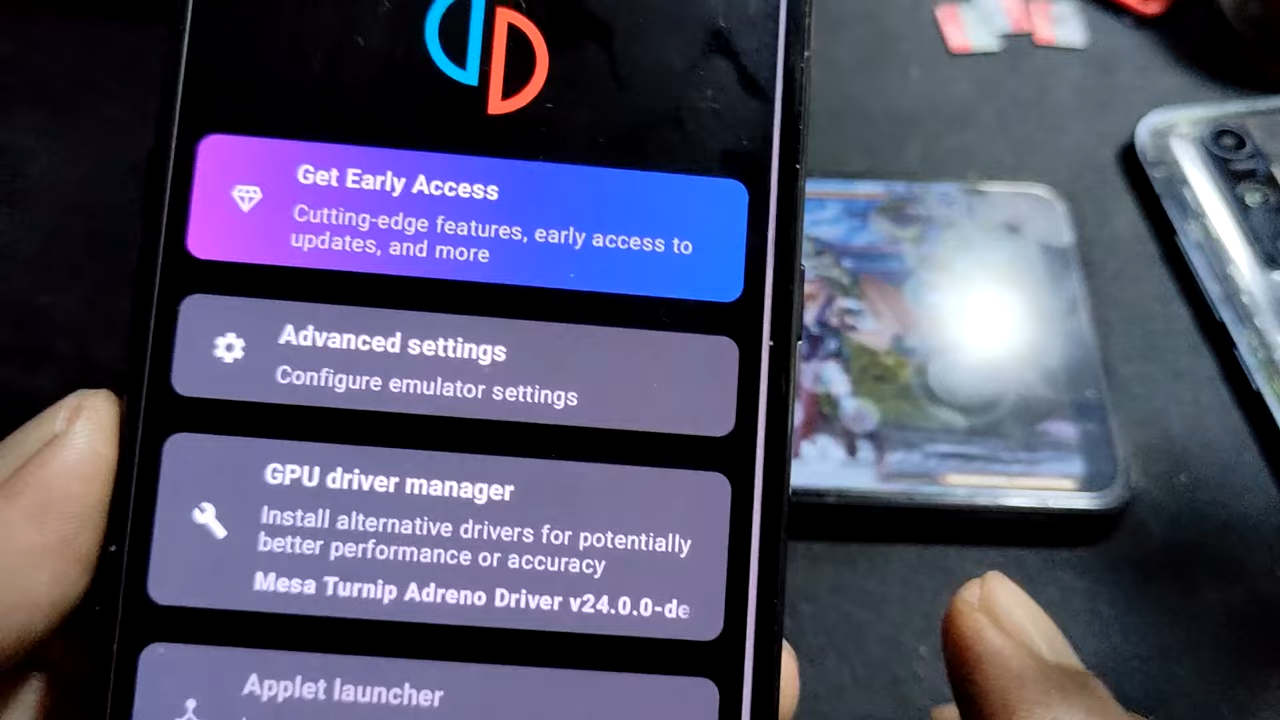 Get Early Access
Cutting-edge features, early access to
updates, and more
Advanced settings
Configure emulator settings
GPU driver manager
Install alternative drivers for potentially
better performance or accuracy
Mesa Turnip Adreno Driver v24.0.0-de
Applet launcher